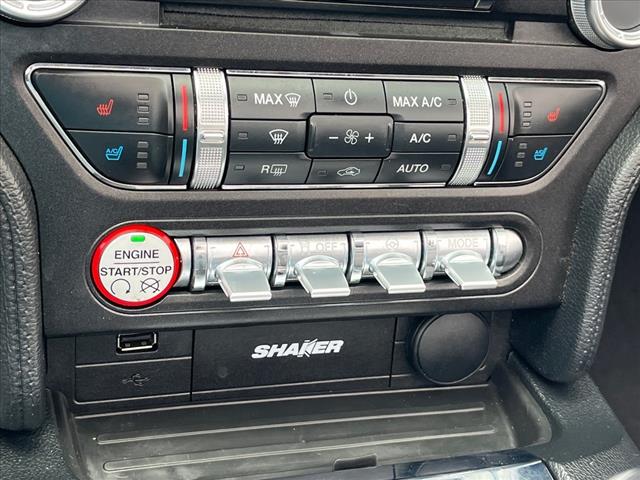 MAX
MAX A/C
A/C
A/C
R
AUTO
ENGINE
START/STOP
OFF
MODE
SHAKER